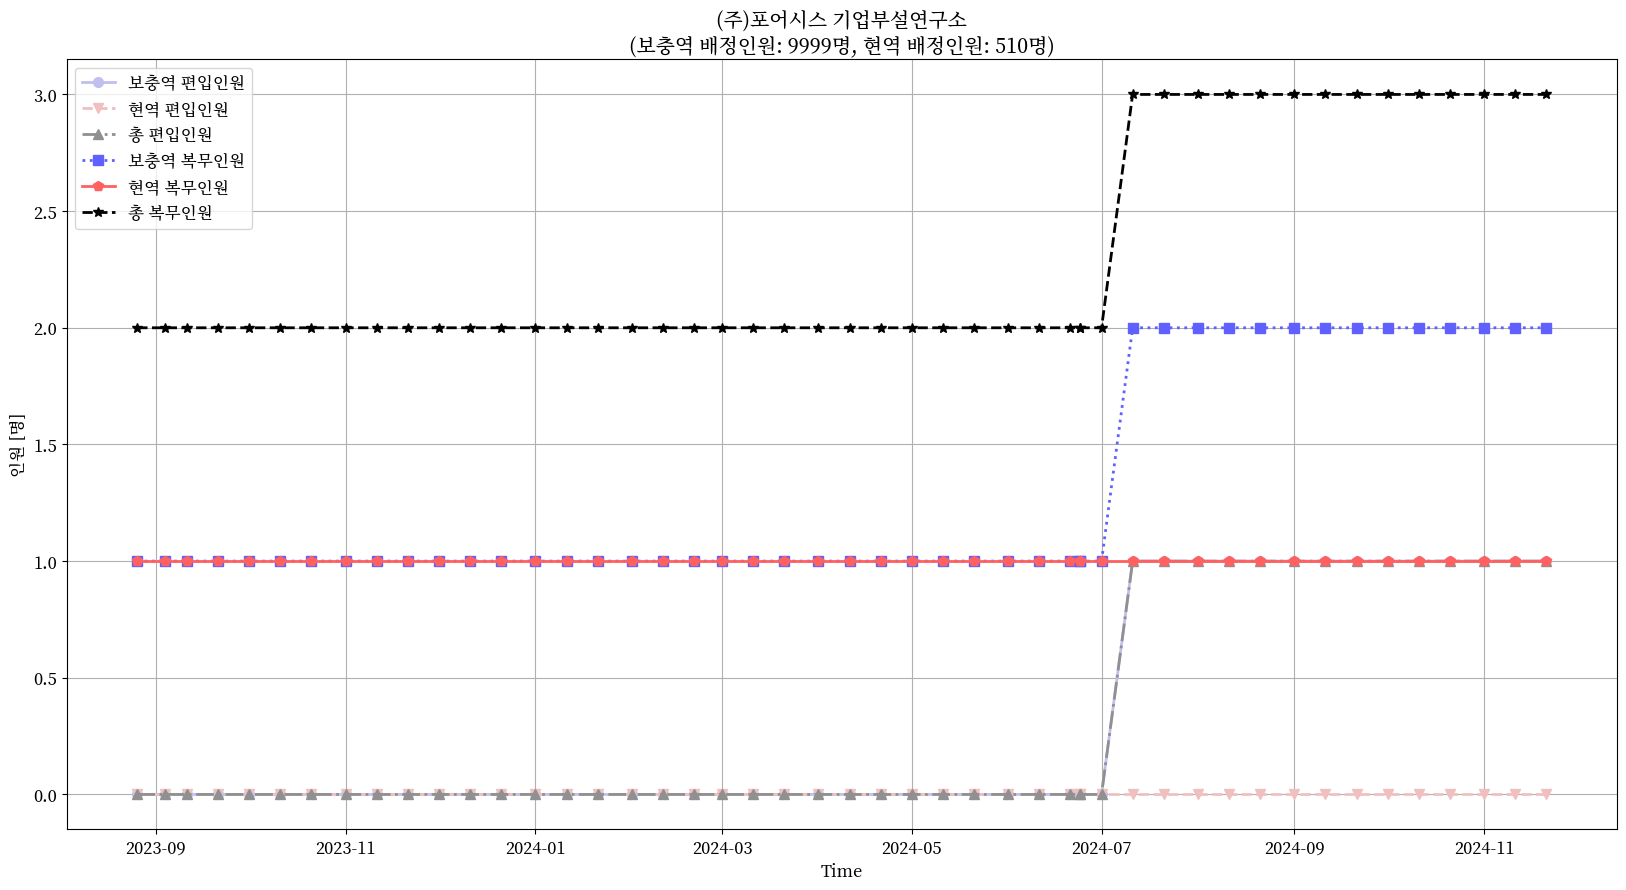 (주)포어시스 기업부설연구소
(보충역 배정인원: 9999명, 현역 배정인원: 510명)
보충역 편입인원
현역 편입인원
총 편입인원
보충역 복무인원
현역 복무인원
총 복무인원
3.0
2.5
2.0
1.5
1.0
0.5
0.0
인원 [명]
2023-09
2023-11
2024-01
2024-03
2024-05
2024-07
2024-09
2024-11
Time